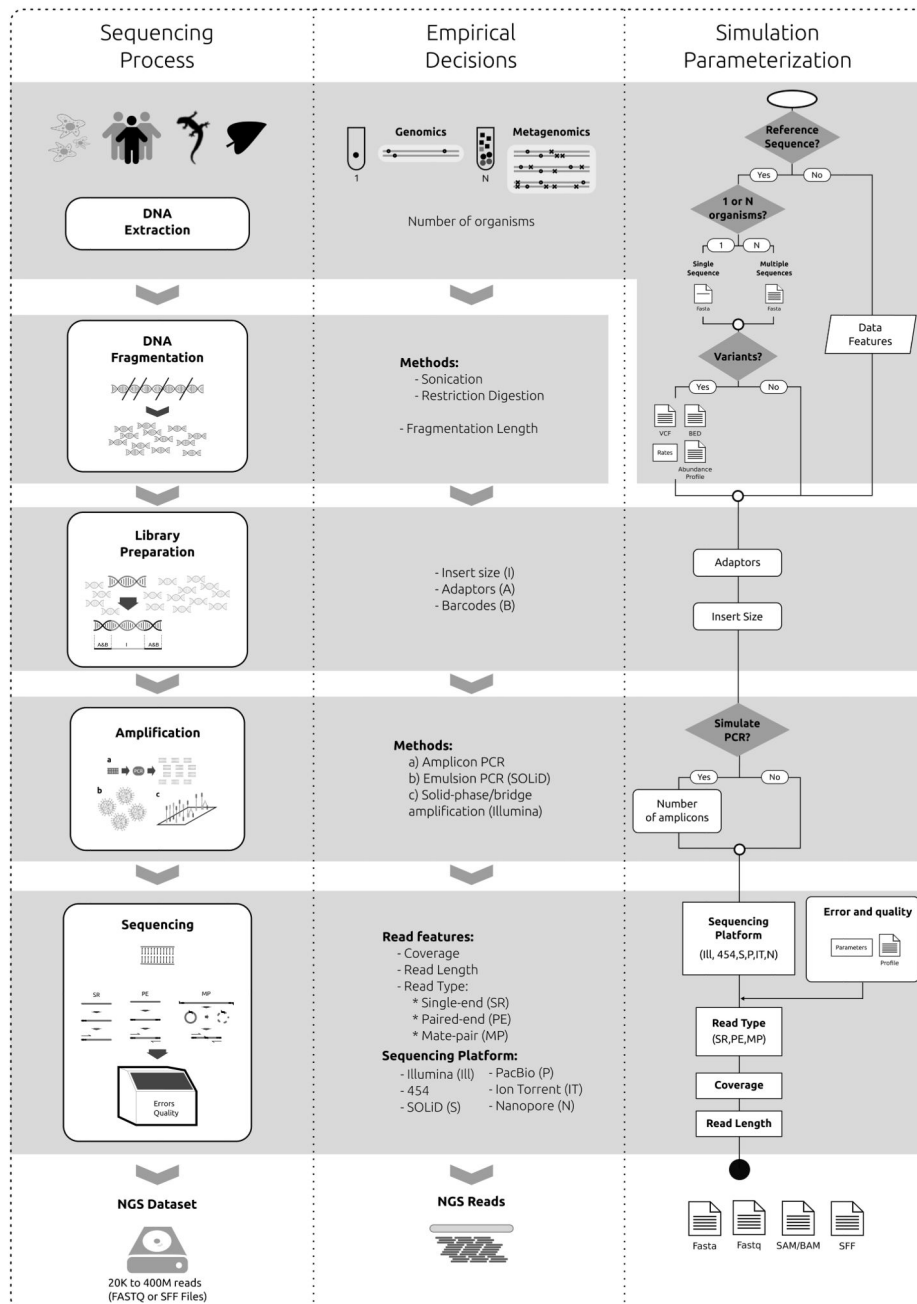 Sequencing
Process
Empirical
Decisions
Simulation
Parameterization
DNA
Extraction
Genomics
Metagenomics
1
N
Number of organisms
Reference
Sequence?
Yes
No
1 or N
organisms?
1
N
Single
Sequence
Multiple
Sequences
Fasta
Fasta
Data
Features
Variants?
Yes
No
VCF
BED
Rates
Abundance
Profile
DNA
Fragmentation
Methods:
- Sonication
- Restriction Digestion
- Fragmentation Length
Library
Preparation
A&B
I
A&B
- Insert size (I)
- Adaptors (A)
- Barcodes (B)
Adaptors
Insert Size
Amplification
a
PCR
b
c
Methods:
a) Amplicon PCR
b) Emulsion PCR (SOLiD)
c) Solid-phase/bridge
amplification (Illumina)
Simulate
PCR?
Yes
No
Number
of amplicons
Sequencing
SR
PE
MP
Errors
Quality
Read features:
- Coverage
- Read Length
- Read Type:
* Single-end (SR)
* Paired-end (PE)
* Mate-pair (MP)
Sequencing Platform:
- Illumina (Ill)
- 454
- SOLiD (S)
- PacBio (P)
- Ion Torrent (IT)
- Nanopore (N)
Sequencing
Platform
(Ill, 454,S,P,IT,N)
Error and quality
Parameters
Profile
Read Type
(SR,PE,MP)
Coverage
Read Length
NGS Dataset
20K to 400M reads
(FASTQ or SFF Files)
NGS Reads
Fasta
Fastq
SAM/BAM
SFF